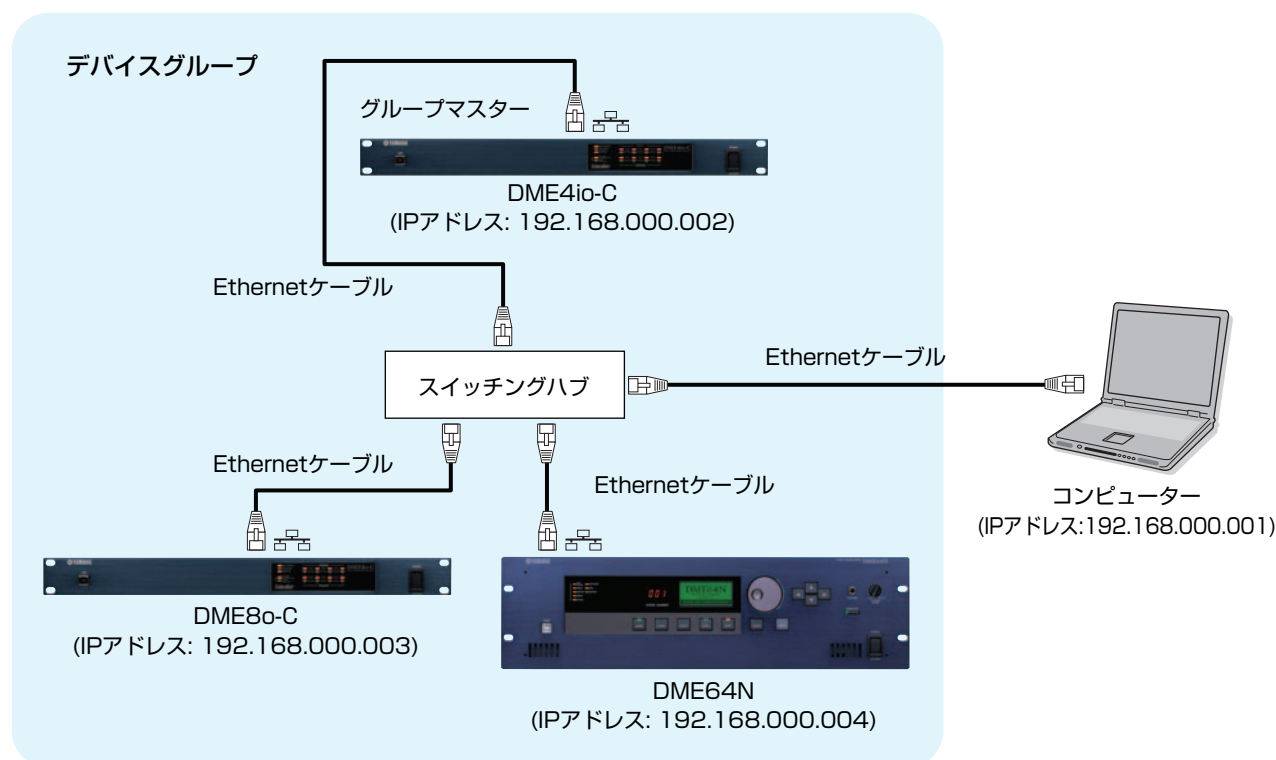 デバイスグループ
グループマスター
DME4io-C
(IPアドレス: 192.168.000.002)
Ethernetケーブル
スイッチングハブ
Ethernetケーブル
コンピューター
(IPアドレス:192.168.000.001)
Ethernetケーブル
Ethernetケーブル
DME8o-C
(IPアドレス: 192.168.000.003)
001
DME64N
DME64N
(IPアドレス: 192.168.000.004)